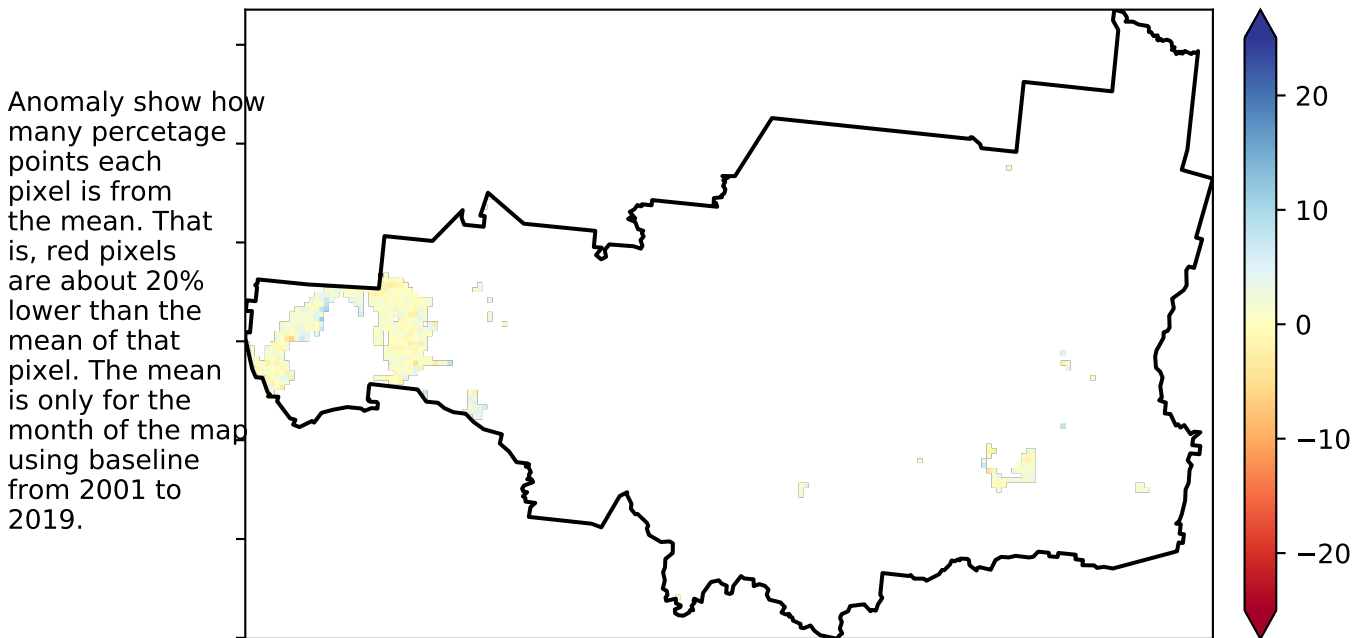 Anomaly show how
many percetage
points each
pixel is from
the mean. That
is, red pixels
are about 20%
lower than the
mean of that
pixel. The mean
is only for the
month of the map
using baseline
from 2001 to
2019.
20
10
0
−10
−20